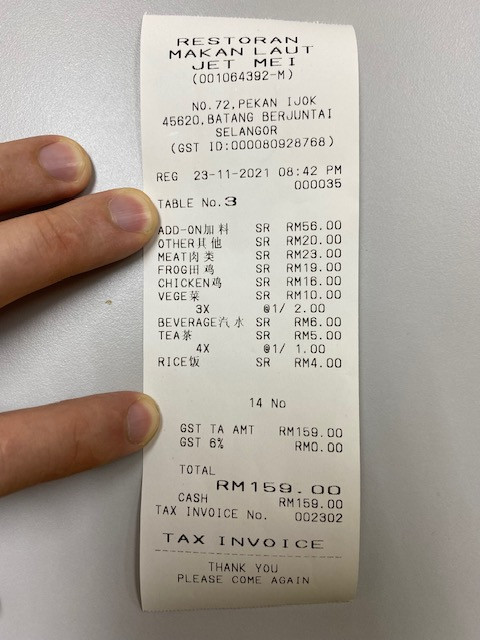 RESTORAN
MAKAN LAUT
JET MEI
(001064392-M)
NO.72,PEKAN IJOK
45620,BATANG BERJUNTAI
SELANGOR
(GST ID:000080928768)
REG 23-11-2021 08:42 PM
000035
TABLE No.3
ADD-ON加料 SR RM56.00
OTHER其他 SR RM20.00
MEAT肉类 SR RM23.00
FROG田鸡 SR RM19.00
CHICKEN鸡 SR RM16.00
VEGE菜 SR RM10.00
3X @1/ 2.00
BEVERAGE汽水 SR RM6.00
TEA茶 SR RM5.00
4X @1/ 1.00
RICE饭 SR RM4.00
14 No
GST TA AMT RM159.00
GST 6% RM0.00
TOTAL
RM159.00
CASH RM159.00
TAX INVOICE No. 002302
TAX INVOICE
THANK YOU
PLEASE COME AGAIN